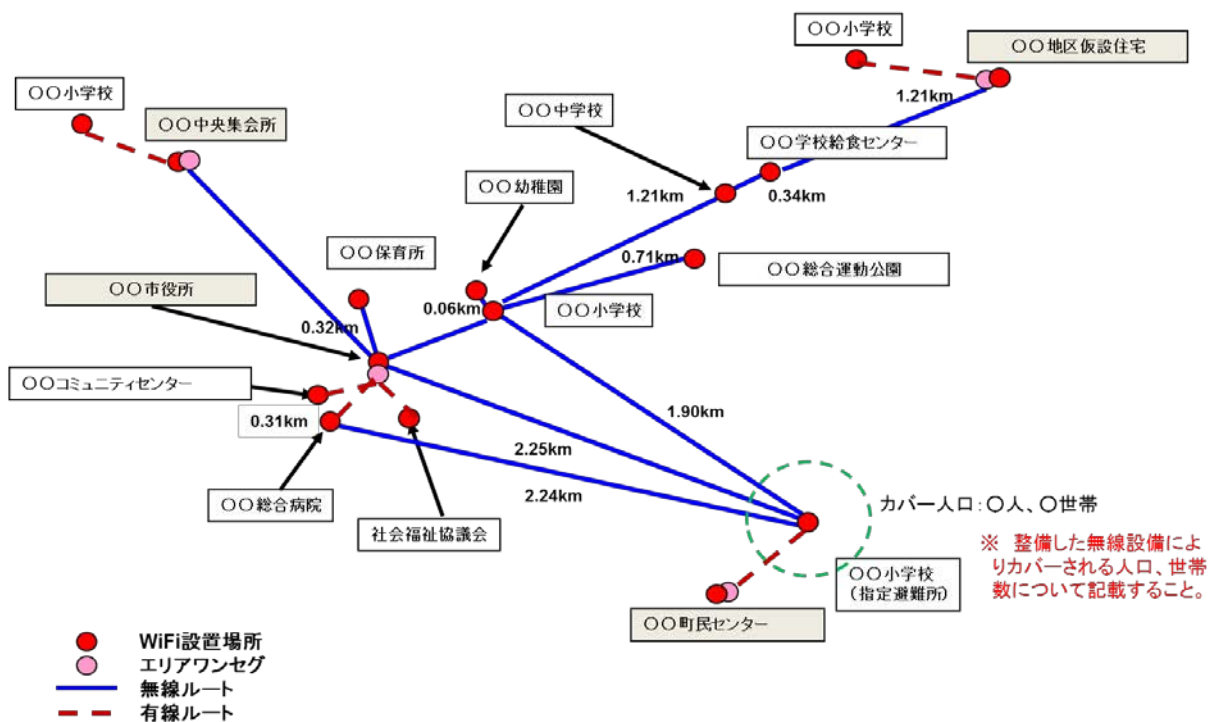 〇〇小学校
〇〇地区仮設住宅
〇〇小学校
1.21km
〇〇中学校
〇〇中央集会所
〇〇学校給食センター
〇〇幼稚園
1.21km
0.34km
〇〇保育所
0.71km
〇〇総合運動公園
〇〇市役所
0.06km
〇〇小学校
0.32km
〇〇コミュニティセンター
0.31km
1.90km
2.25km
2.24km
〇〇総合病院
社会福祉協議会
カバー人口:〇人、〇世帯
※ 整備した無線設備によ
りカバーされる人口、世帯
数について記載すること。
〇〇小学校
(指定避難所)
〇〇町民センター
WiFi設置場所
エリアワンセグ
無線ルート
有線ルート